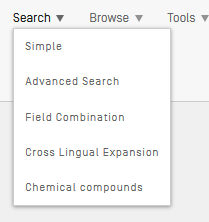 Search ▼ Browse ▼ Tools ▼
Simple
Advanced Search
Field Combination
Cross Lingual Expansion
Chemical compounds